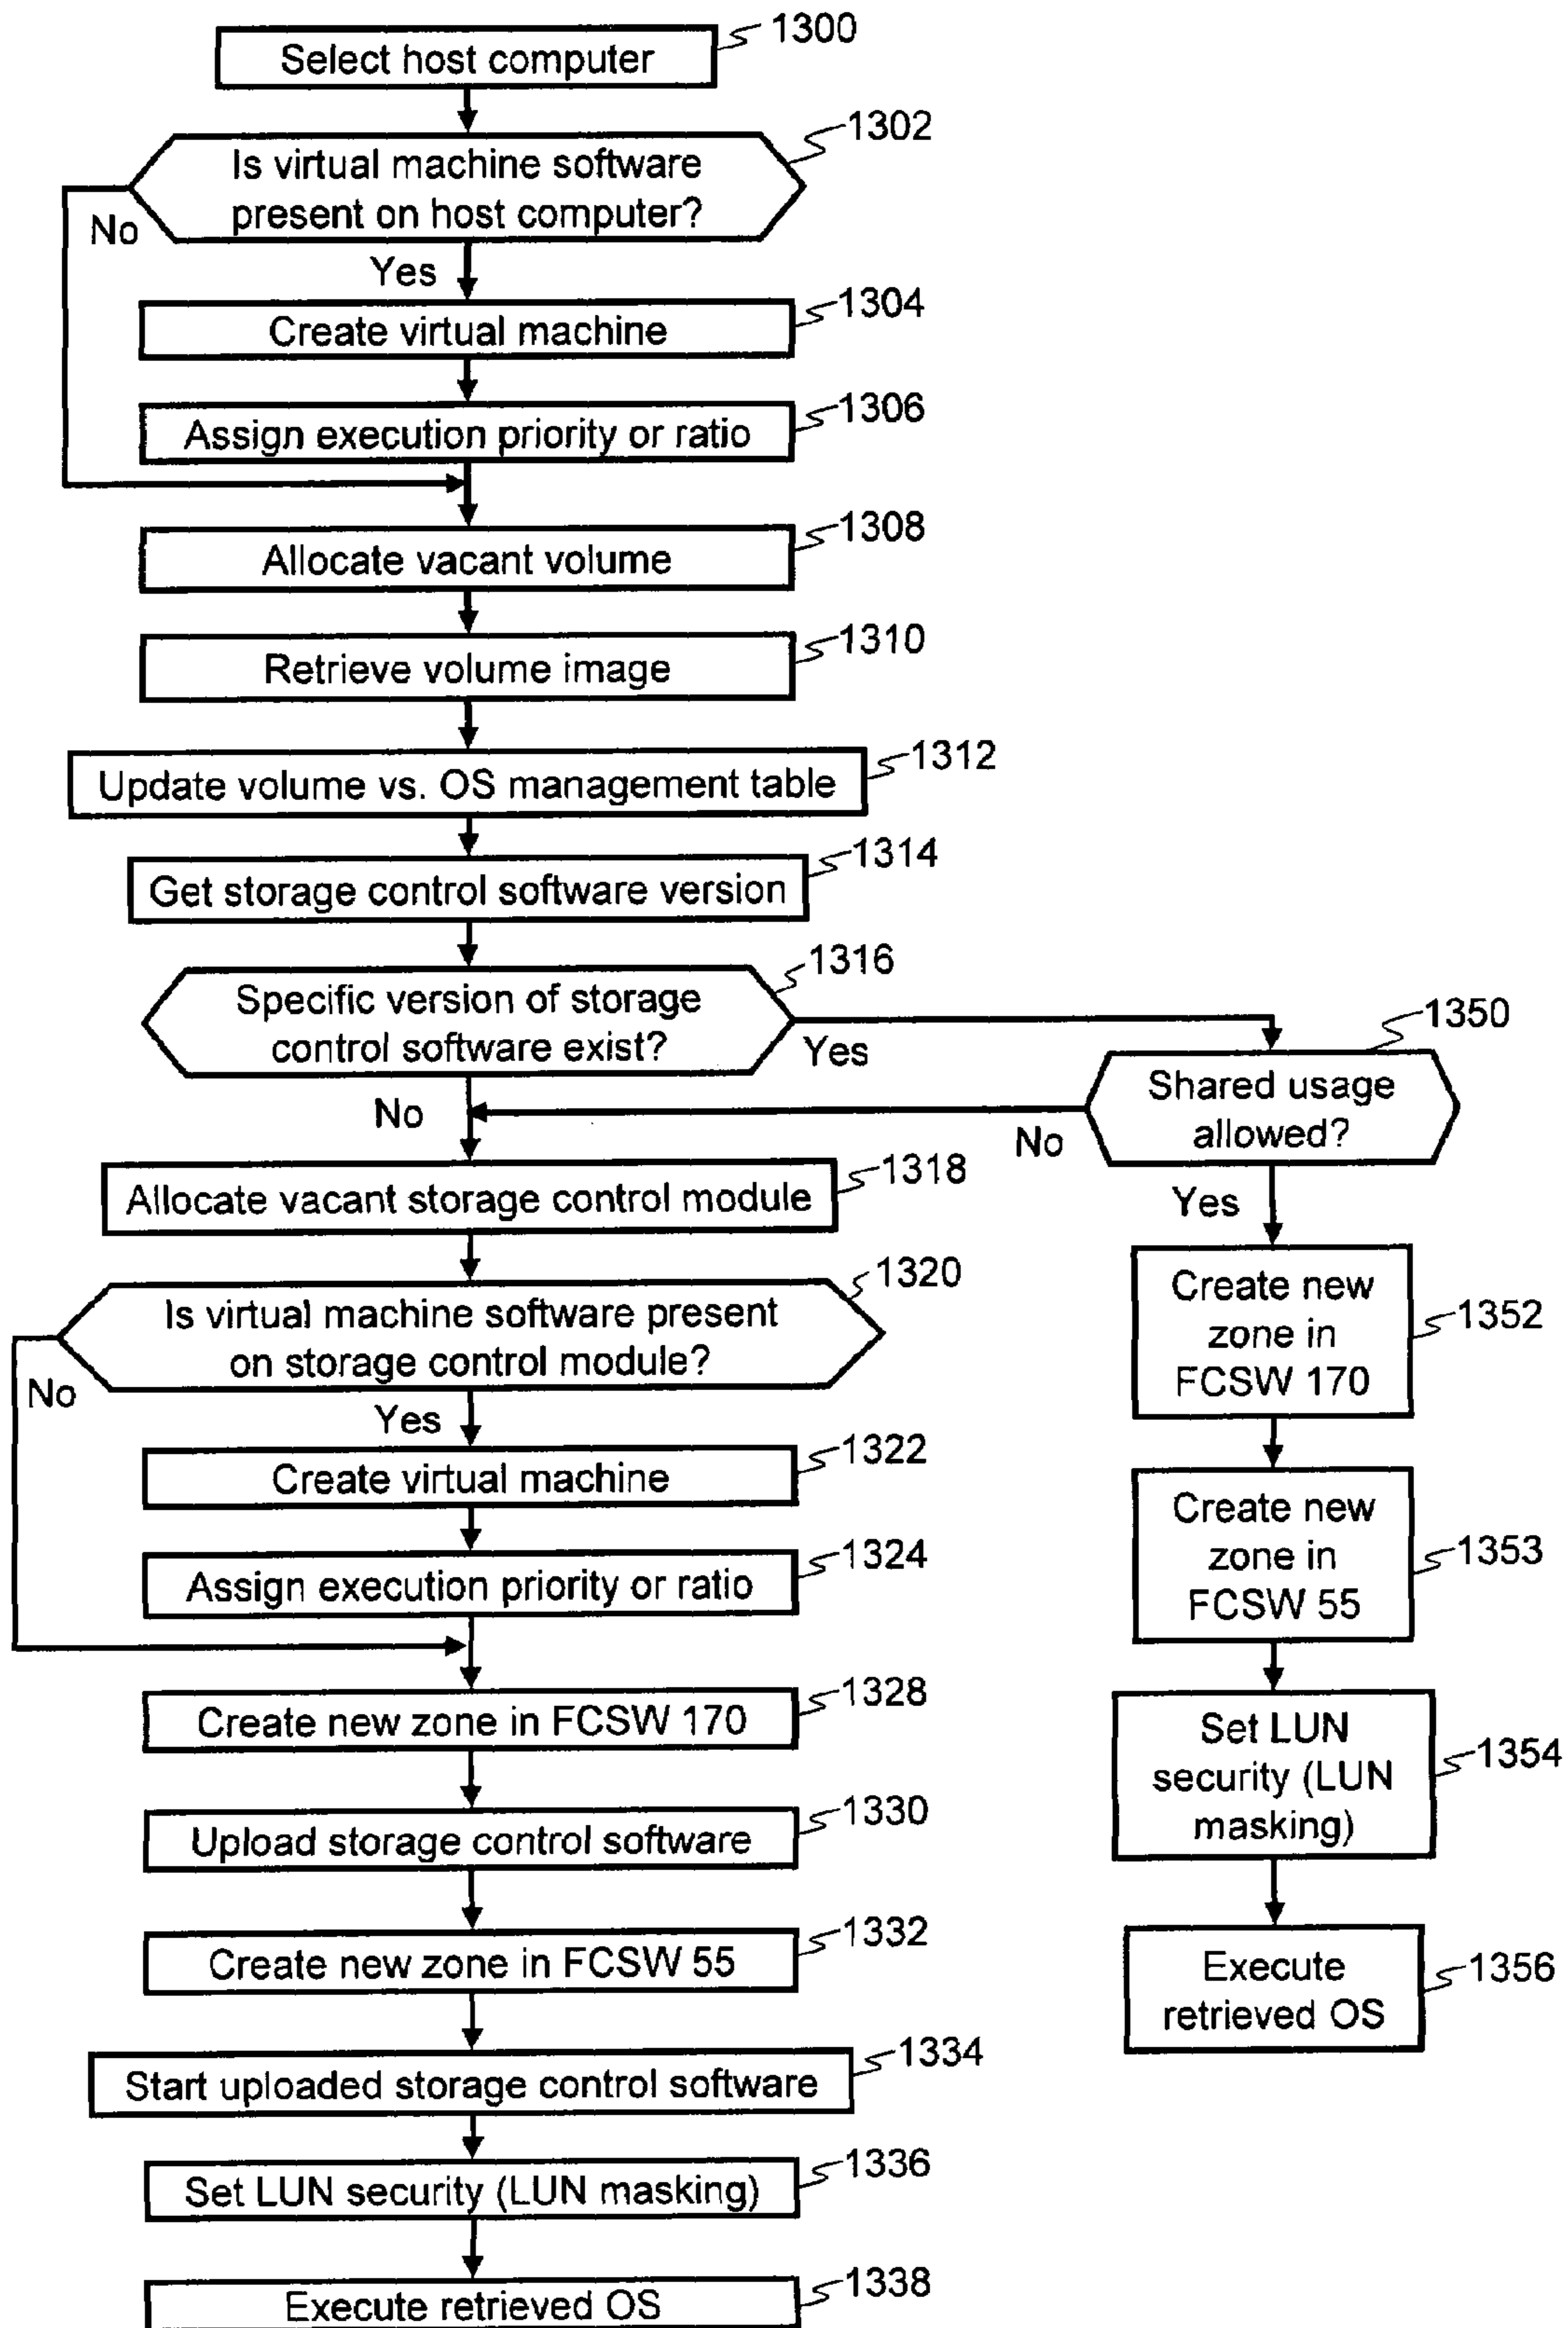 Select host computer
1300
Is virtual machine software
present on host computer?
1302
No
Yes
Create virtual machine
1304
Assign execution priority or ratio
1306
Allocate vacant volume
1308
Retrieve volume image
1310
Update volume vs. OS management table
1312
Get storage control software version
1314
Specific version of storage
control software exist?
1316
Yes
No
Shared usage
allowed?
1350
No
Yes
Allocate vacant storage control module
1318
Is virtual machine software present
on storage control module?
1320
No
Yes
Create virtual machine
1322
Assign execution priority or ratio
1324
Create new zone in FCSW 170
1328
Upload storage control software
1330
Create new zone in FCSW 55
1332
Start uploaded storage control software
1334
Set LUN security (LUN masking)
1336
Execute retrieved OS
1338
Create new
zone in
FCSW 170
1352
Create new
zone in
FCSW 55
1353
Set LUN
security (LUN
masking)
1354
Execute
retrieved OS
1356